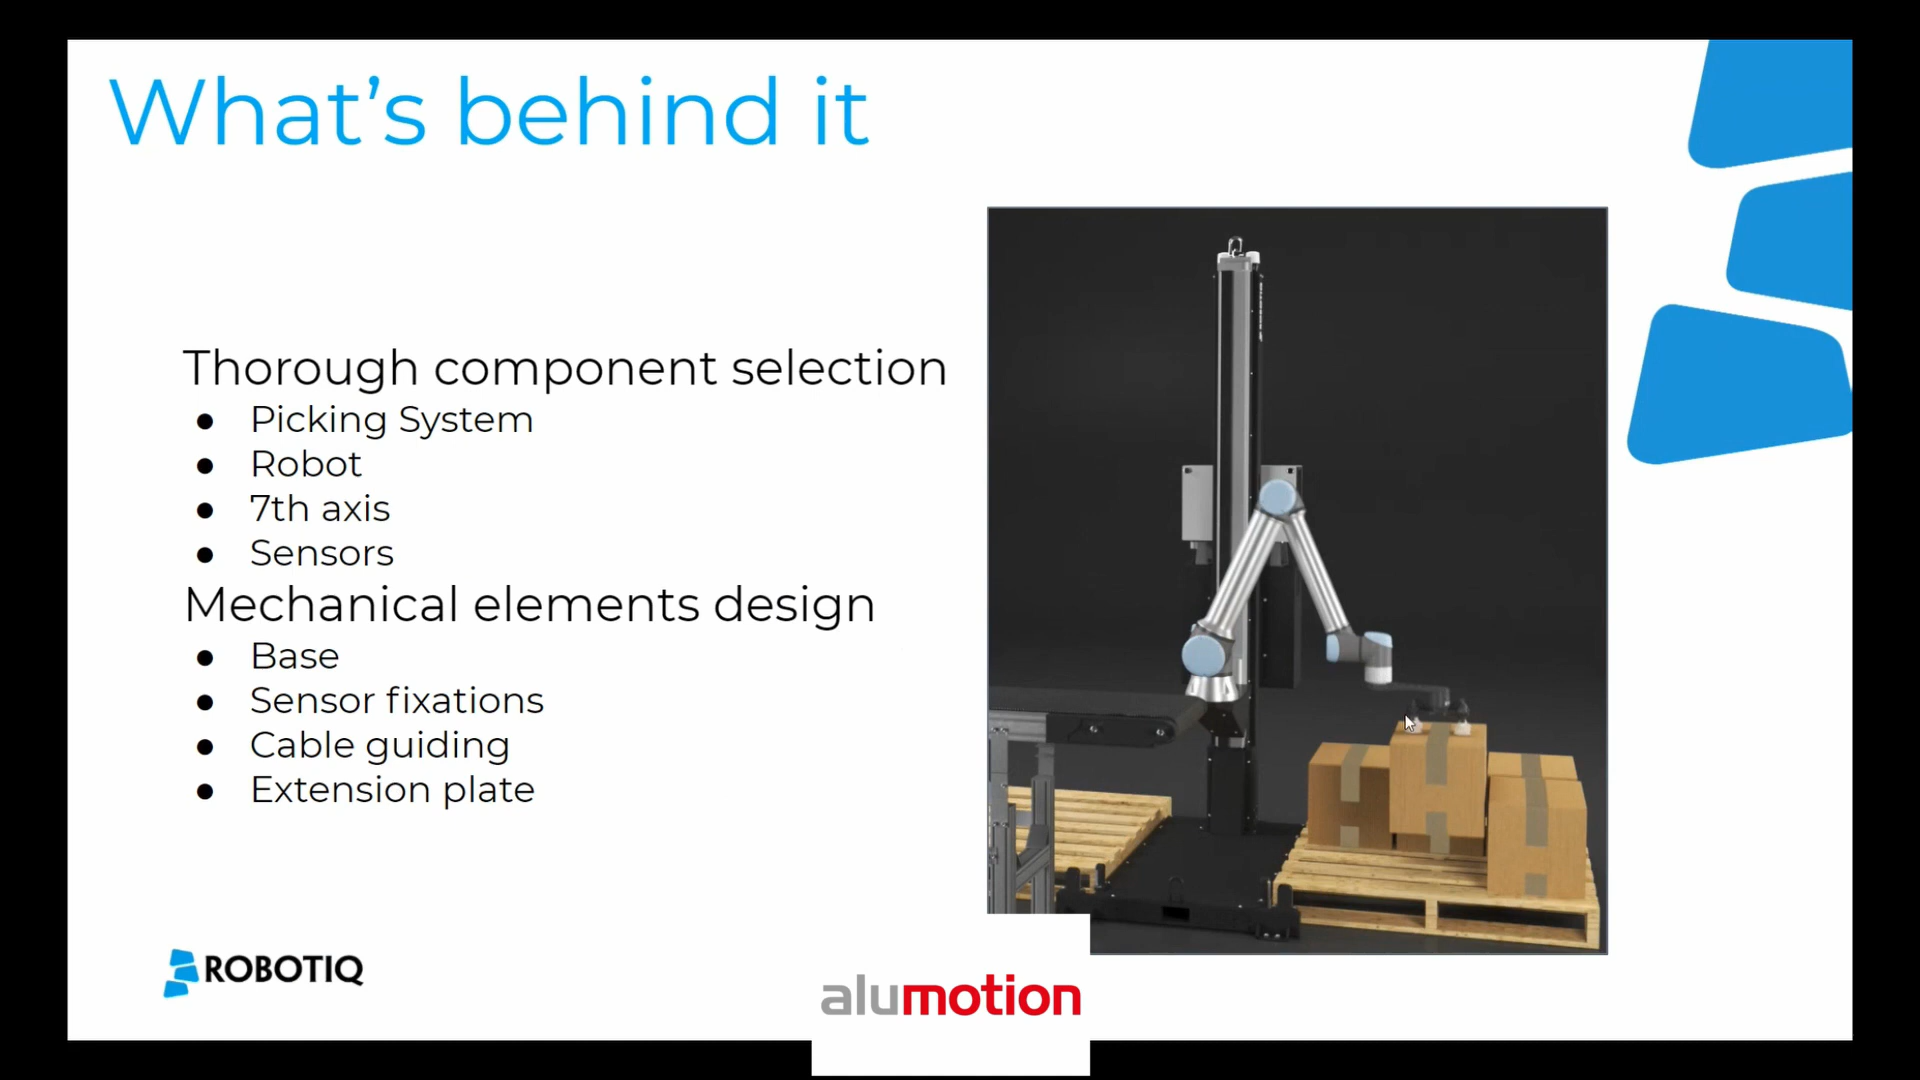 What's behind it
Thorough component selection
● Picking System
● Robot
● 7th axis
● Sensors
Mechanical elements design
● Base
● Sensor fixations
● Cable guiding
● Extension plate
ROBOTIQ
alumotion